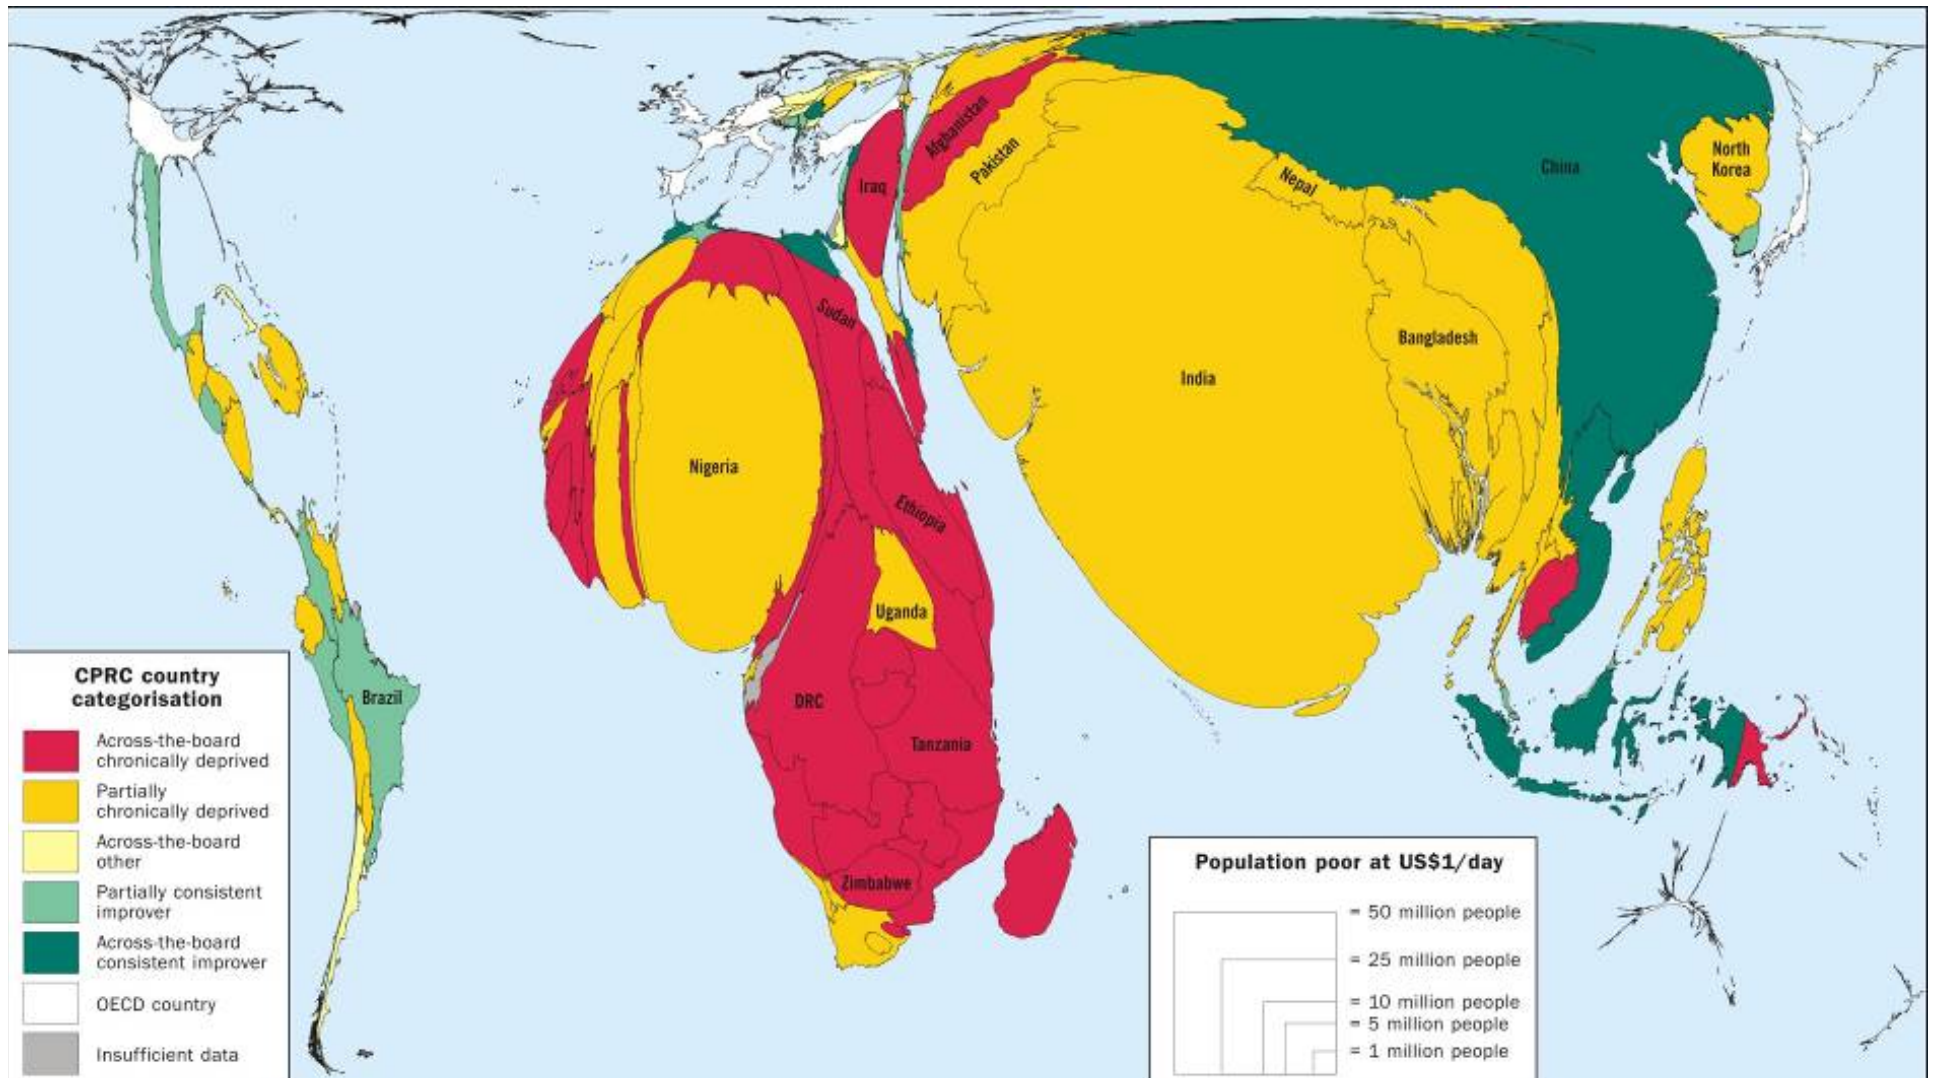 Afghanistan
Pakistan
Iraq
Nepal
China
North
Korea
Sudan
India
Bangladesh
Nigeria
Ethiopia
Uganda
DRC
Tanzania
Zimbabwe
Brazil
CPRC country
categorisation
Across-the-board
chronically deprived
Partially
chronically deprived
Across-the-board
other
Partially consistent
improver
Across-the-board
consistent improver
OECD country
Insufficient data
Population poor at US$1/day
= 50 million people
= 25 million people
= 10 million people
= 5 million people
= 1 million people